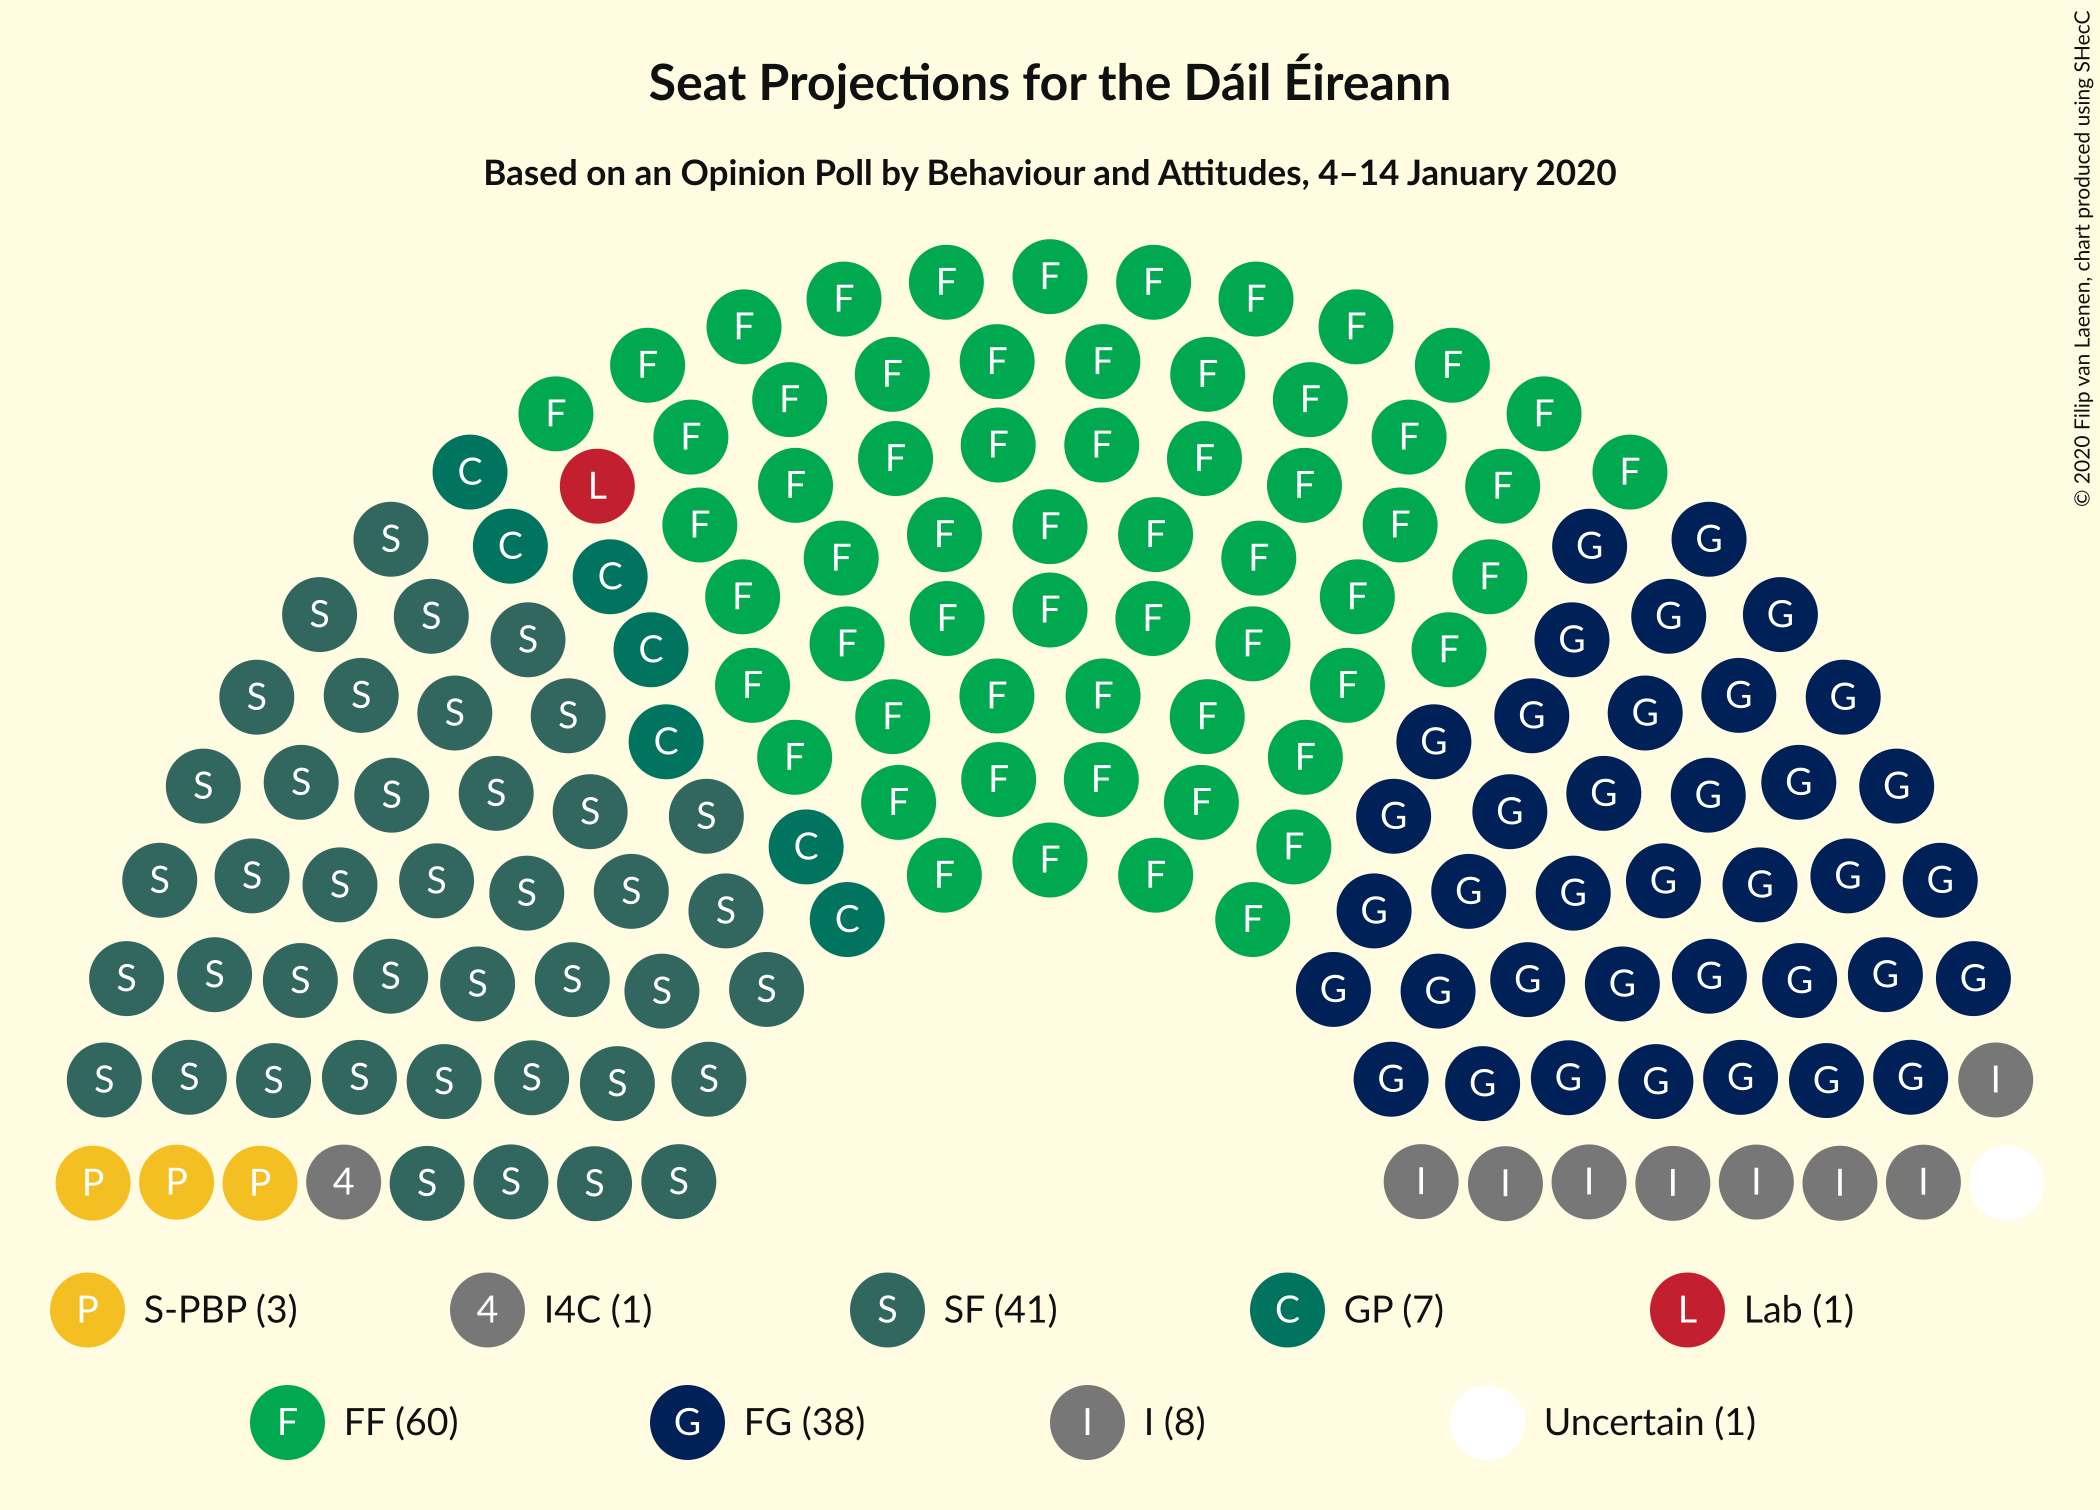 Seat Projections for the Dáil Éireann
Based on an Opinion Poll by Behaviour and Attitudes, 4–14 January 2020
© 2020 Filip van Laenen, chart produced using SHecC
F F F F F
F F
F F F F F F
F F F F
F F F F F F
C L F F F F
S C F F F F F F F G G
S S C F F F F F F G G
S C F F F G
S S S S F F F F F F G G G G
C F F G
S S S S S S F F F F G G G G G G
S S S S S S S C C F F F F F G G G G G G G
S S S S S S S S G G G G G G G G
S S S S S S S S G G G G G G G I
P P P 4 S S S S I I I I I I I
P S-PBP (3) 4 I4C (1) S SF (41) C GP (7) L Lab (1)
F FF (60) G FG (38) I I (8) Uncertain (1)